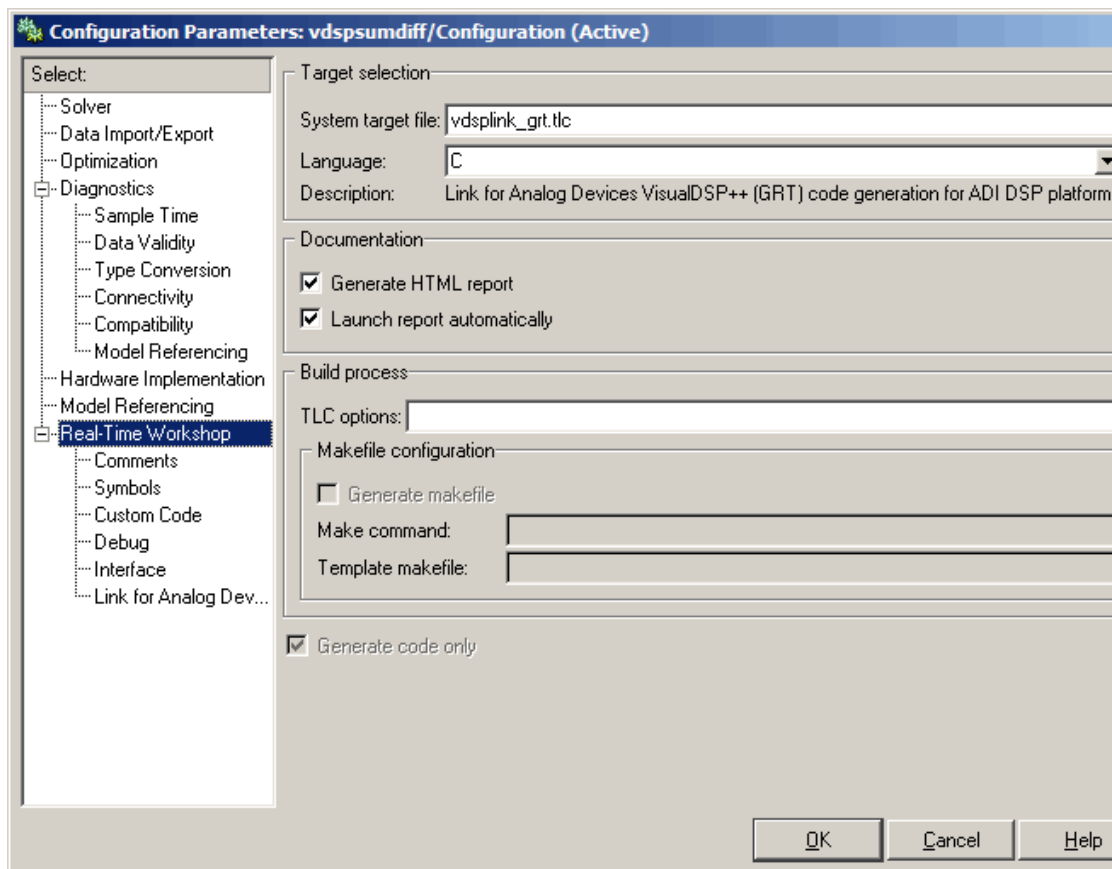 Configuration Parameters: vdspsumdiff/Configuration (Active)
Select:
Solver
Data Import/Export
Optimization
Diagnostics
Sample Time
Data Validity
Type Conversion
Connectivity
Compatibility
Model Referencing
Hardware Implementation
Model Referencing
Real-Time Workshop
Comments
Symbols
Custom Code
Debug
Interface
Link for Analog Dev...
Target selection
System target file: vdsplink_grt.tlc
Language: C
Description: Link for Analog Devices VisualDSP++ (GRT) code generation for ADI DSP platform
Documentation
Generate HTML report
Launch report automatically
Build process
TLC options:
Makefile configuration
Generate makefile
Make command:
Template makefile:
Generate code only
OK Cancel Help